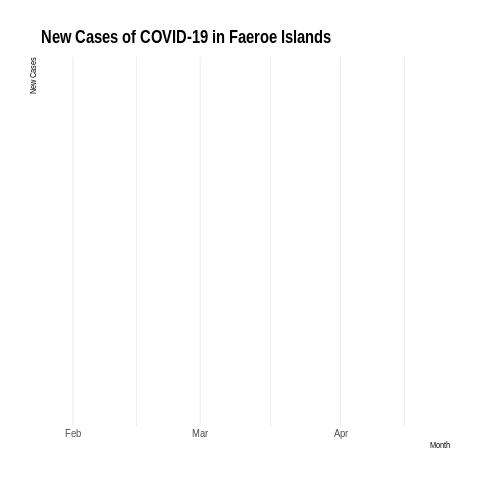 New Cases of COVID-19 in Faeroe Islands
New Cases
Feb Mar Apr
Month